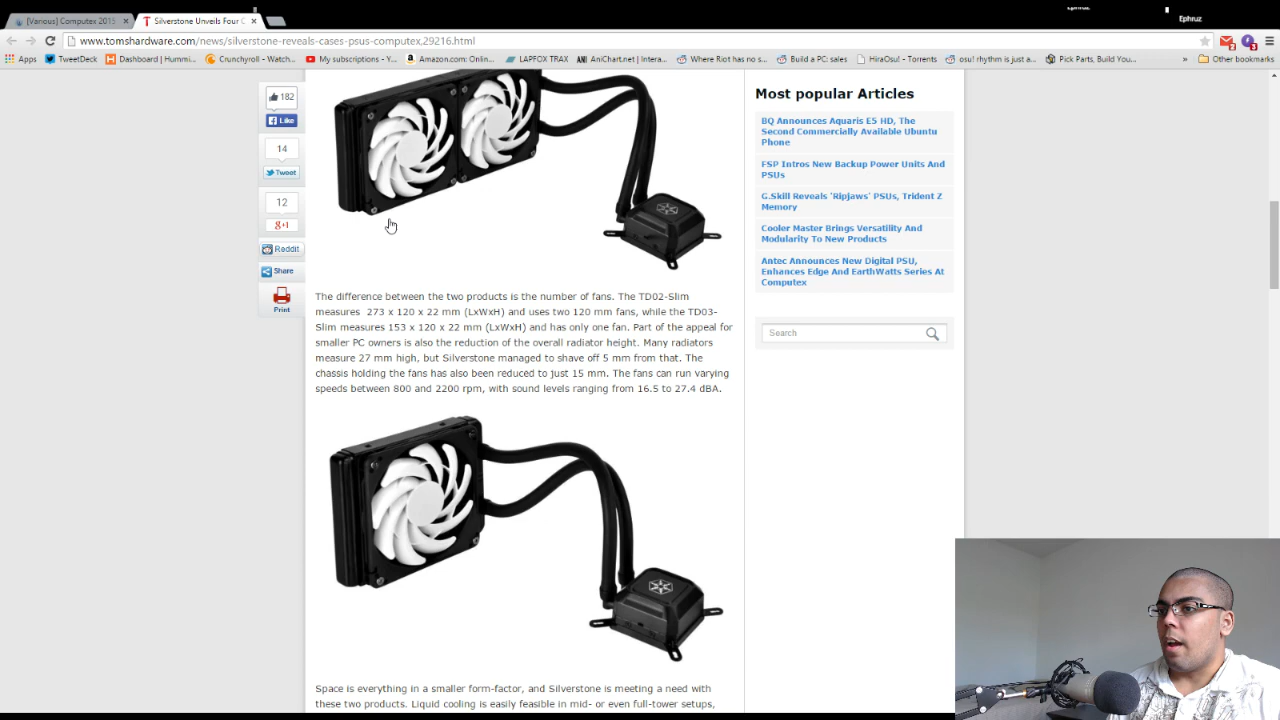 Ephruz
[Various] Computex 2015
Silverstone Unveils Four C
Ephruz
www.tomshardware.com/news/silverstone-reveals-cases-psus-computex,29216.html
Apps
TweetDeck
Dashboard | Hummi...
Crunchyroll - Watch...
My subscriptions - Y...
Amazon.com: Onlin...
LAPFOX TRAX
AniChart.net | Intera...
Where Riot has no s...
Build a PC: sales
HiraOsu! - Torrents
osu! rhythm is just a...
Pick Parts, Build You...
»
Other bookmarks
182
Like
14
Tweet
12
g+1
Reddit
Share
Print
The difference between the two products is the number of fans. The TD02-Slim
measures 273 x 120 x 22 mm (LxWxH) and uses two 120 mm fans, while the TD03-
Slim measures 153 x 120 x 22 mm (LxWxH) and has only one fan. Part of the appeal for
smaller PC owners is also the reduction of the overall radiator height. Many radiators
measure 27 mm high, but Silverstone managed to shave off 5 mm from that. The
chassis holding the fans has also been reduced to just 15 mm. The fans can run varying
speeds between 800 and 2200 rpm, with sound levels ranging from 16.5 to 27.4 dBA.
Space is everything in a smaller form-factor, and Silverstone is meeting a need with
these two products. Liquid cooling is easily feasible in mid- or even full-tower setups,
Most popular Articles
BQ Announces Aquaris E5 HD, The
Second Commercially Available Ubuntu
Phone
FSP Intros New Backup Power Units And
PSUs
G.Skill Reveals 'Ripjaws' PSUs, Trident Z
Memory
Cooler Master Brings Versatility And
Modularity To New Products
Antec Announces New Digital PSU,
Enhances Edge And EarthWatts Series At
Computex
Search